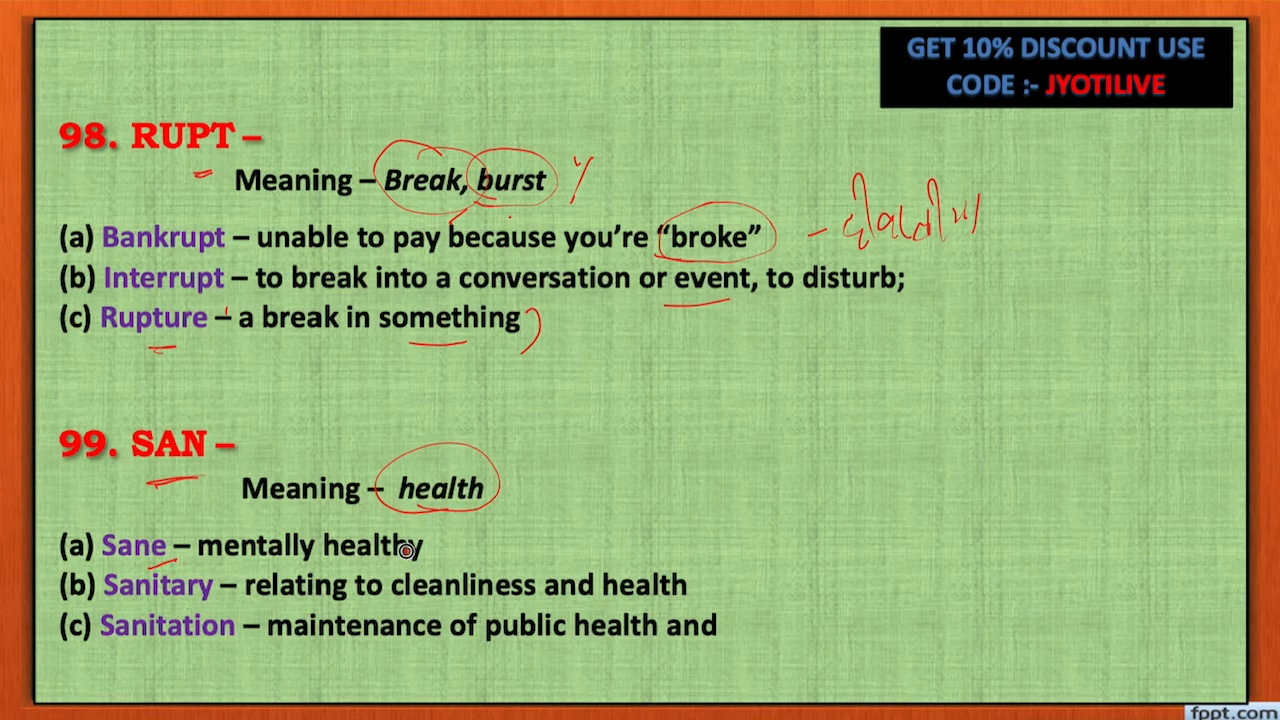 GET 10% DISCOUNT USE
CODE :- JYOTILIVE
98. RUPT –
Meaning – Break, burst
(a) Bankrupt – unable to pay because you’re “broke”
(b) Interrupt – to break into a conversation or event, to disturb;
(c) Rupture – a break in something
99. SAN –
Meaning – health
(a) Sane – mentally healthy
(b) Sanitary – relating to cleanliness and health
(c) Sanitation – maintenance of public health and
fppt.com